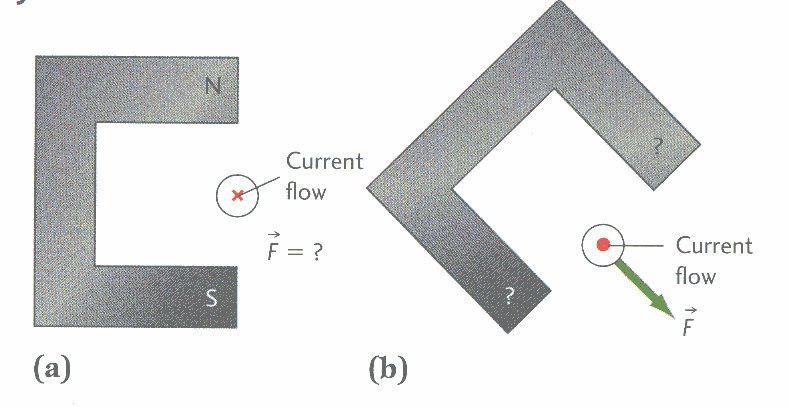 N
Current
flow
F = ?
S
(a)
?
?
Current
flow
F
(b)